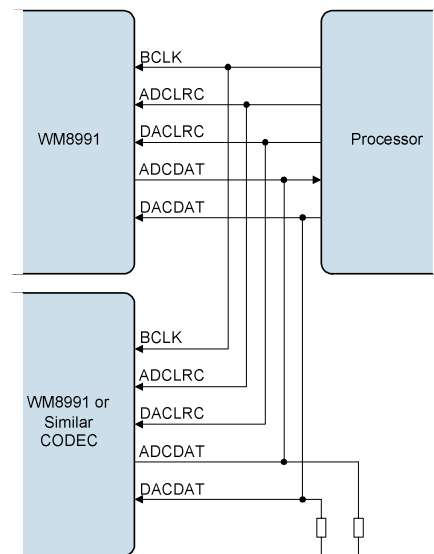 BCLK
ADCLRC
WM8991
DACLRC
Processor
ADCDAT
DACDAT
BCLK
ADCLRC
WM8991 or
Similar
CODEC
DACLRC
ADCDAT
DACDAT